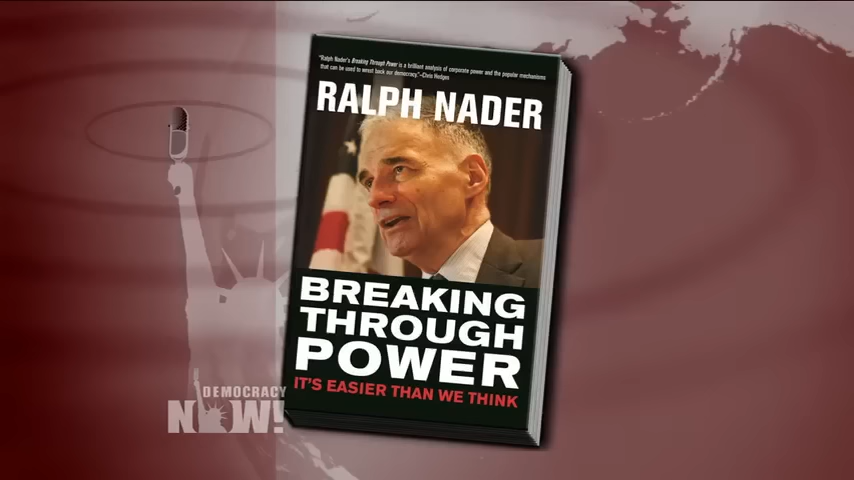 "Ralph Nader's Breaking Through Power is a brilliant analysis of corporate power and the popular mechanisms
that can be used to wrest back our democracy."–Chris Hedges
RALPH NADER
BREAKING
THROUGH
POWER
IT'S EASIER THAN WE THINK
DEMOCRACY
NOW!